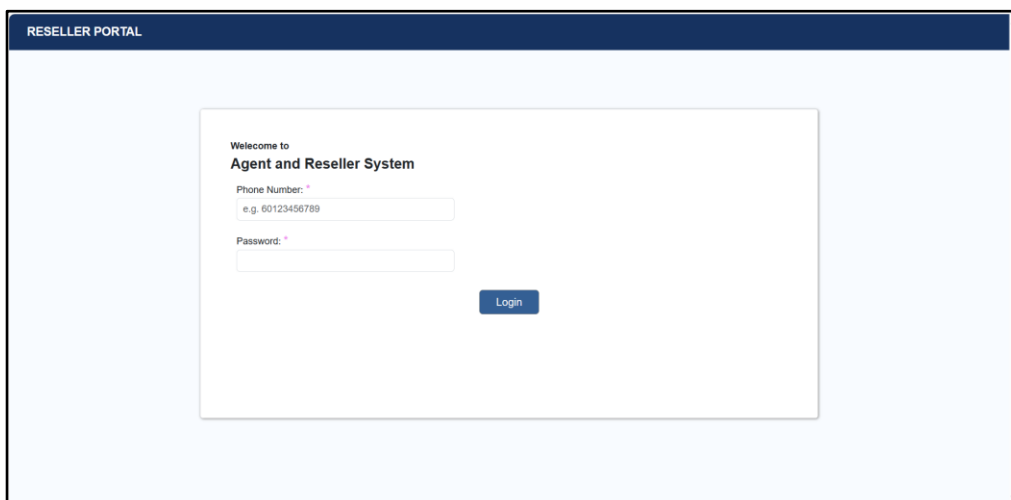 RESELLER PORTAL
Welecome to
Agent and Reseller System
Phone Number: *
e.g. 60123456789
Password: *
Login